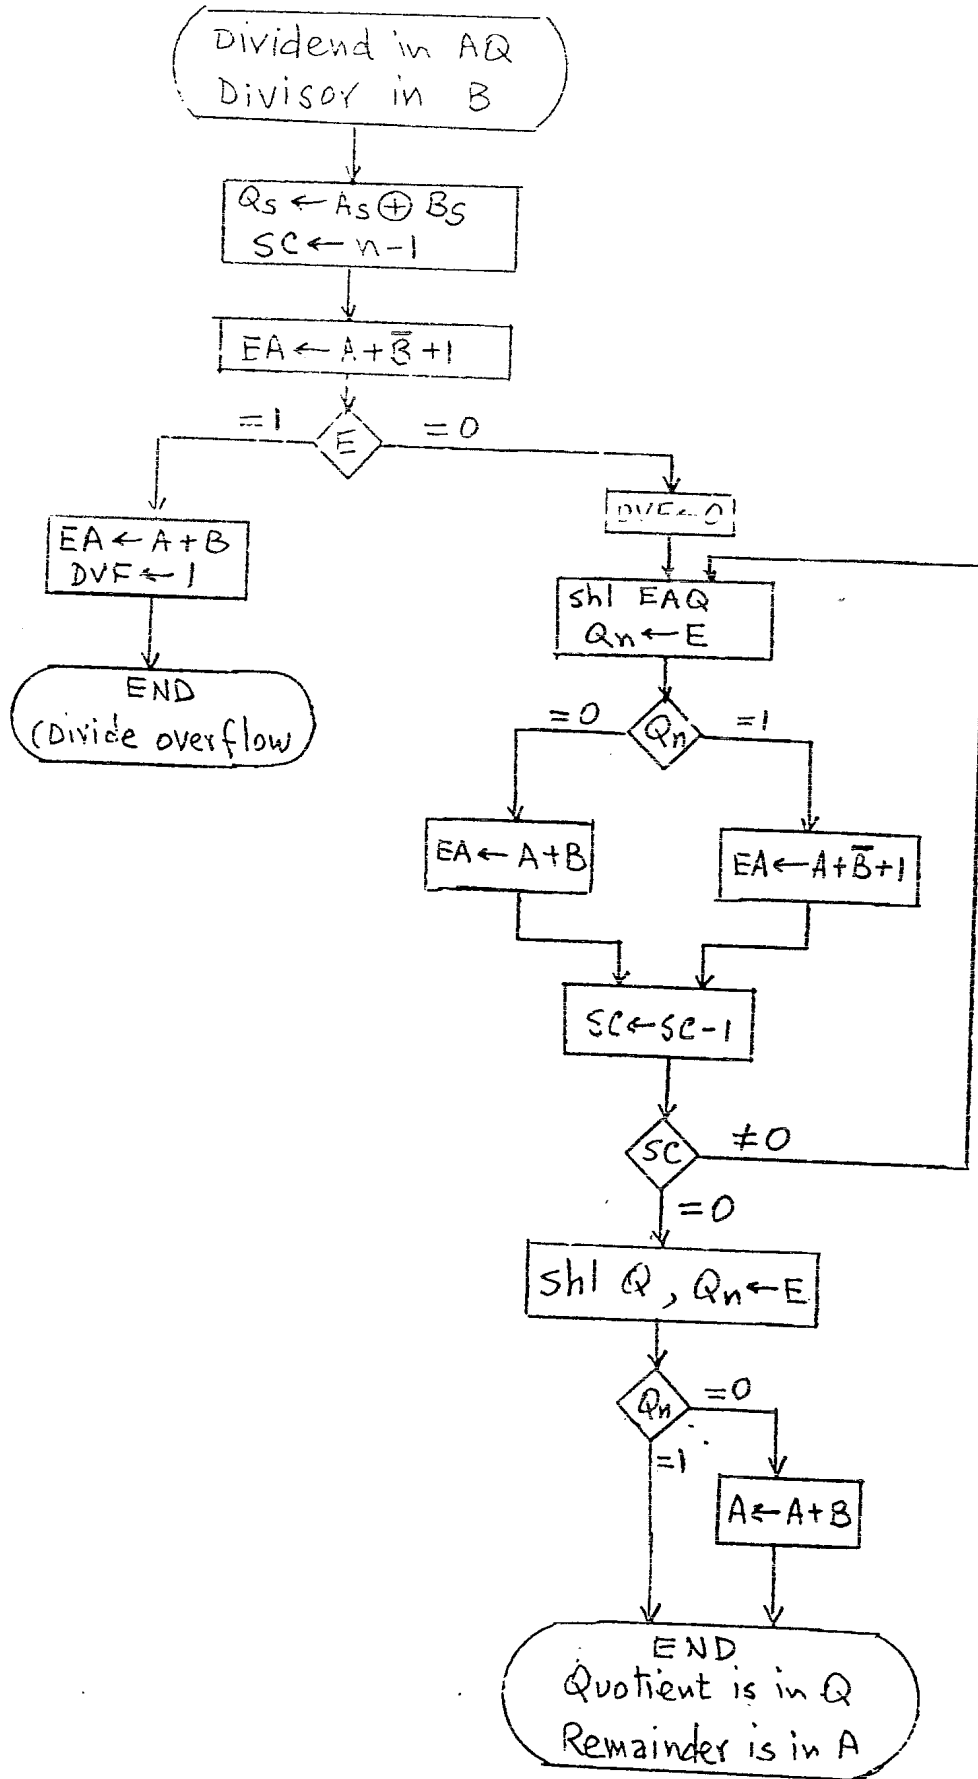 Dividend in AQ
Divisor in B
Qs ← As ⊕ Bs
SC ← n-1
EA ← A + B̅ + 1
=1
E
=0
EA ← A + B
DVF ← 1
END
(Divide overflow
DVF ← 0
shl EAQ
Qn ← E
=0
Qn
=1
EA ← A + B
EA ← A + B̅ + 1
SC ← SC - 1
SC
≠0
=0
Shl Q, Qn ← E
Qn
=0
=1
A ← A + B
END
Quotient is in Q
Remainder is in A